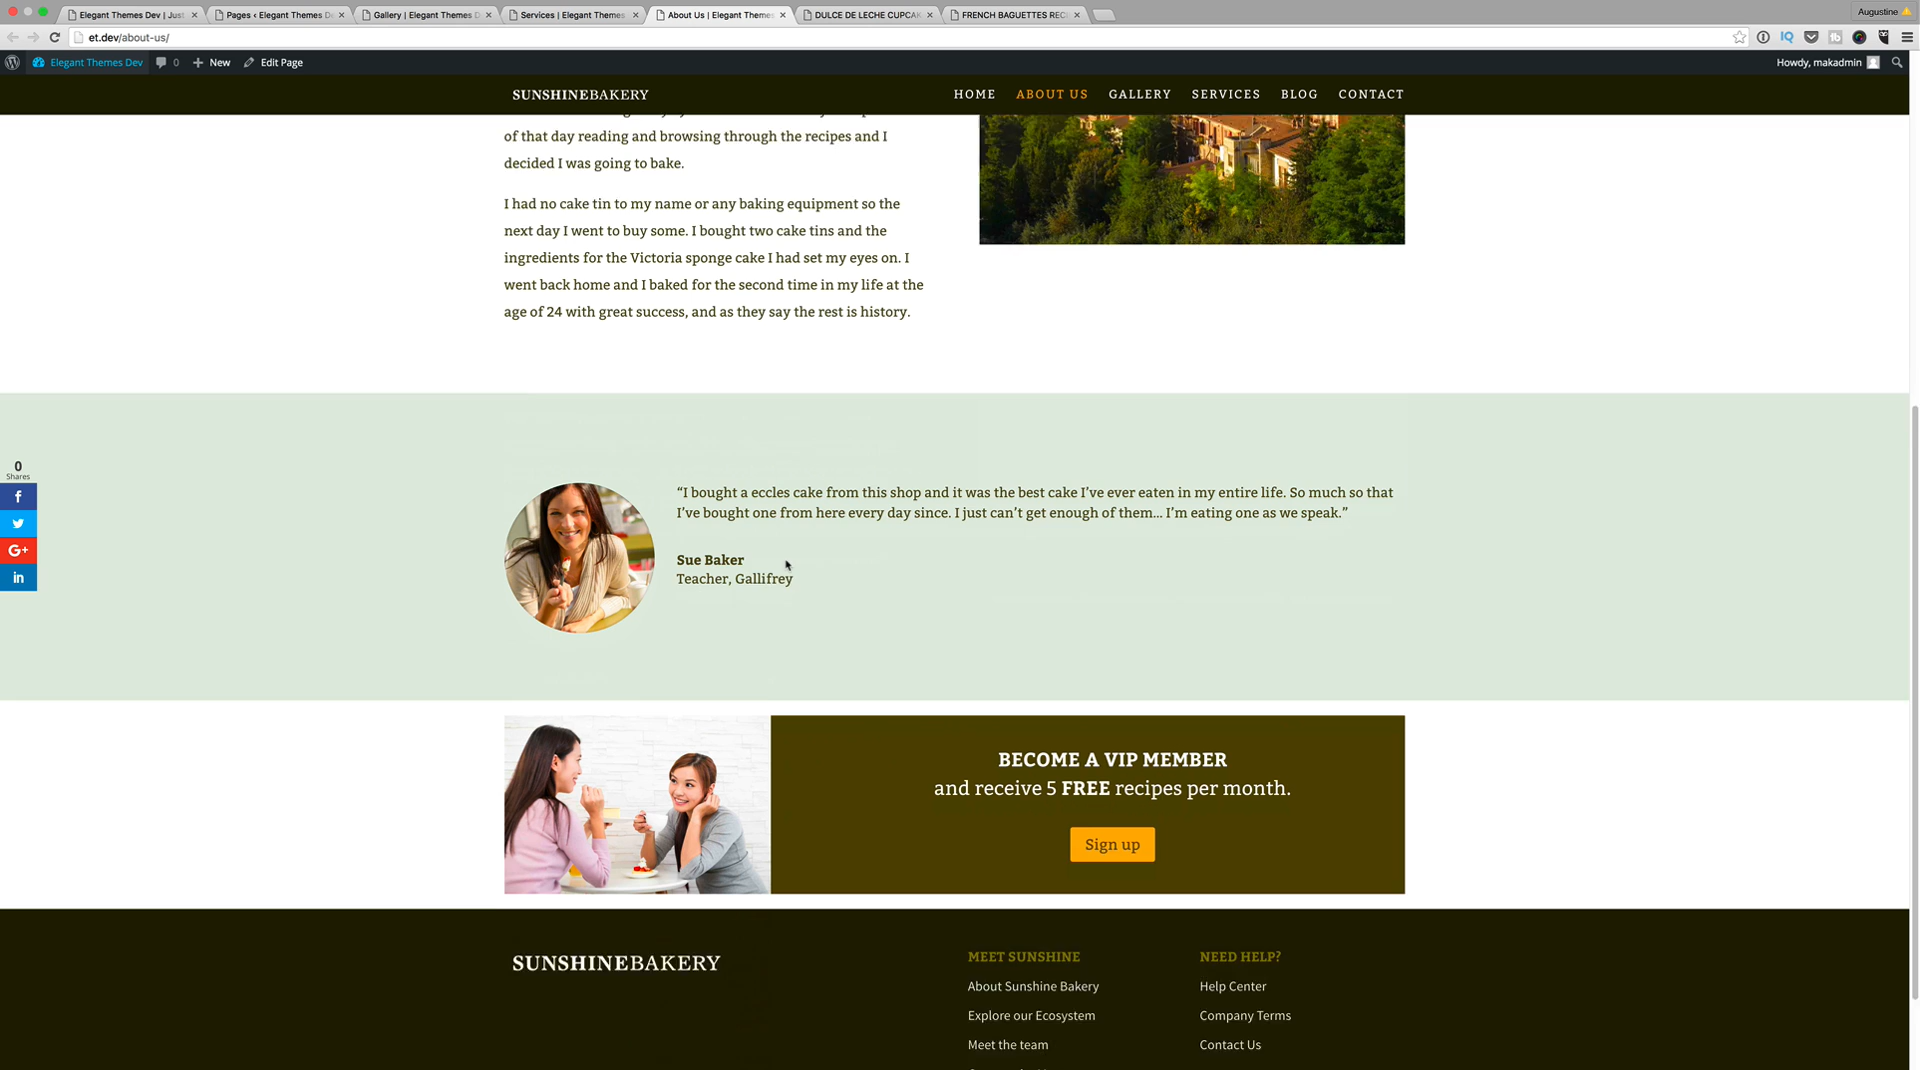 Elegant Themes Dev | Just
Pages ‹ Elegant Themes De
Gallery | Elegant Themes D
Services | Elegant Themes
About Us | Elegant Themes
DULCE DE LECHE CUPCAK
FRENCH BAGUETTES REC
Augustine
et.dev/about-us/
Elegant Themes Dev 0 New Edit Page
Howdy, makadmin
SUNSHINEBAKERY
HOME ABOUT US GALLERY SERVICES BLOG CONTACT
of that day reading and browsing through the recipes and I
decided I was going to bake.
I had no cake tin to my name or any baking equipment so the
next day I went to buy some. I bought two cake tins and the
ingredients for the Victoria sponge cake I had set my eyes on. I
went back home and I baked for the second time in my life at the
age of 24 with great success, and as they say the rest is history.
0
Shares
f
G+
in
“I bought a eccles cake from this shop and it was the best cake I’ve ever eaten in my entire life. So much so that
I’ve bought one from here every day since. I just can’t get enough of them… I’m eating one as we speak.”
Sue Baker
Teacher, Gallifrey
BECOME A VIP MEMBER
and receive 5 FREE recipes per month.
Sign up
SUNSHINEBAKERY
MEET SUNSHINE
About Sunshine Bakery
Explore our Ecosystem
Meet the team
NEED HELP?
Help Center
Company Terms
Contact Us